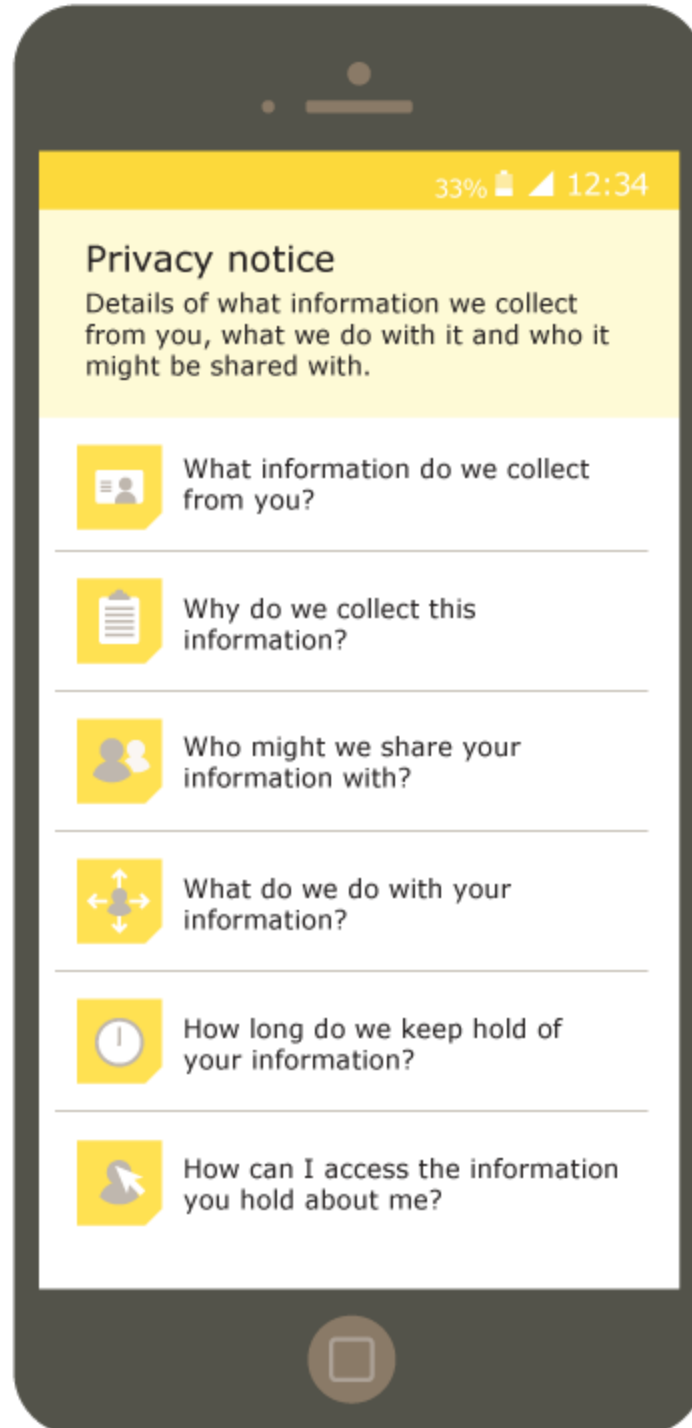 33% 12:34
Privacy notice
Details of what information we collect
from you, what we do with it and who it
might be shared with.
What information do we collect
from you?
Why do we collect this
information?
Who might we share your
information with?
What do we do with your
information?
How long do we keep hold of
your information?
How can I access the information
you hold about me?